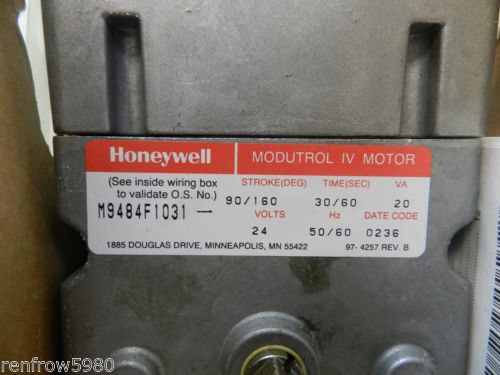 Honeywell MODUTROL IV MOTOR
(See inside wiring box
to validate O.S. No.)
STROKE(DEG) TIME(SEC) VA
M9484F1031 → 90/160 30/60 20
VOLTS Hz DATE CODE
24 50/60 0236
1885 DOUGLAS DRIVE, MINNEAPOLIS, MN 55422 97-4257 REV. B
renfrow5980